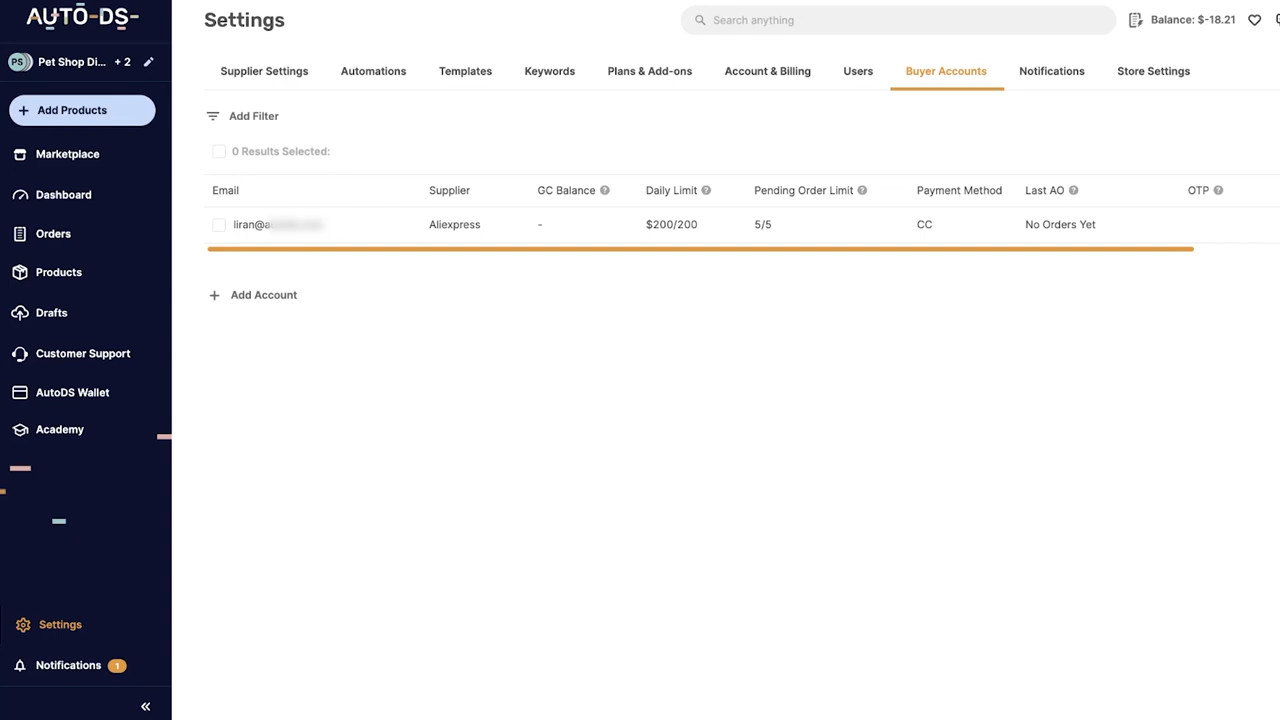 AUTO-DS-
PS Pet Shop Di... + 2
Add Products
Marketplace
Dashboard
Orders
Products
Drafts
Customer Support
AutoDS Wallet
Academy
Settings
Notifications 1
Settings
Search anything
Balance: $-18.21
Supplier Settings Automations Templates Keywords Plans & Add-ons Account & Billing Users Buyer Accounts Notifications Store Settings
Add Filter
0 Results Selected:
Email Supplier GC Balance Daily Limit Pending Order Limit Payment Method Last AO OTP
liran@a Aliexpress - $200/200 5/5 CC No Orders Yet
+ Add Account